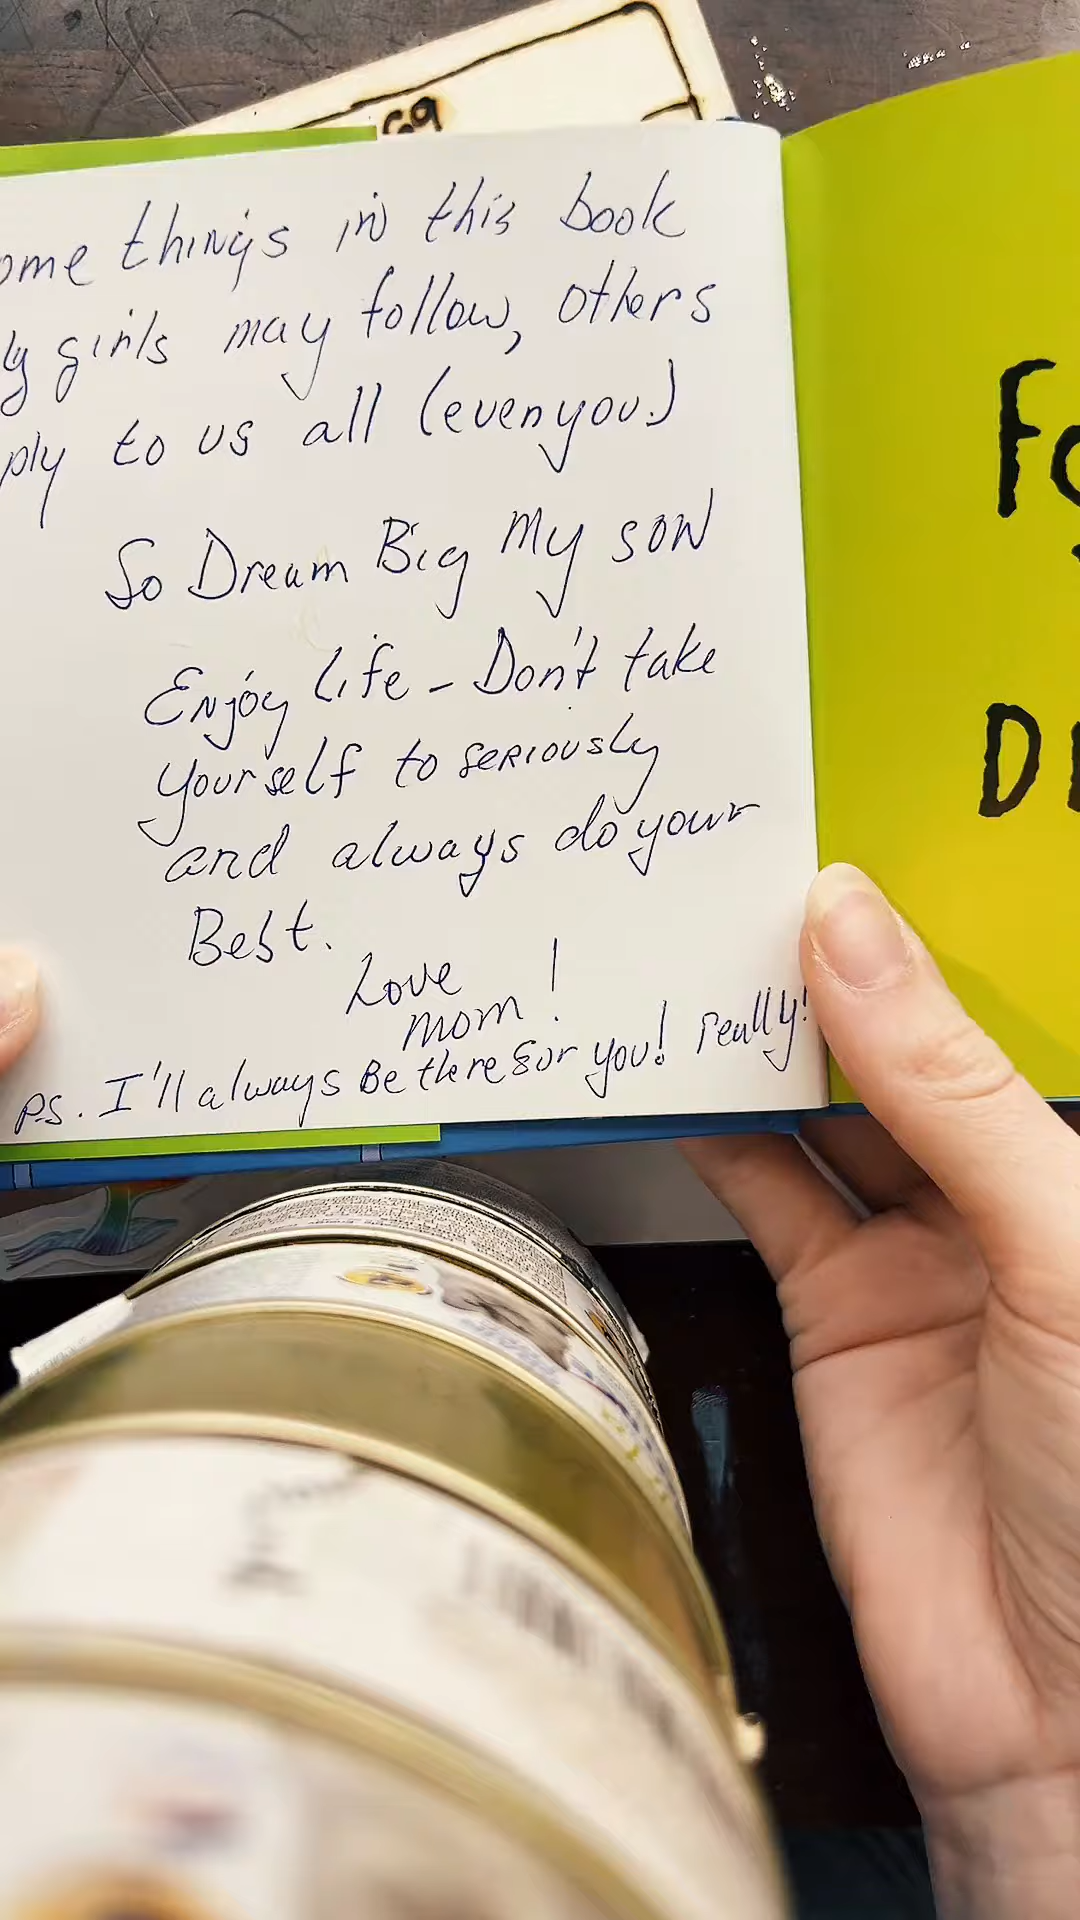 ome things in this book
ly girls may follow, others
ply to us all (even you.)
So Dream Big My son
Enjoy Life - Don't take
yourself to seriously
and always do your
Best.
Love
mom!
P.S. I'll always Be there for you! really!
Fo
D